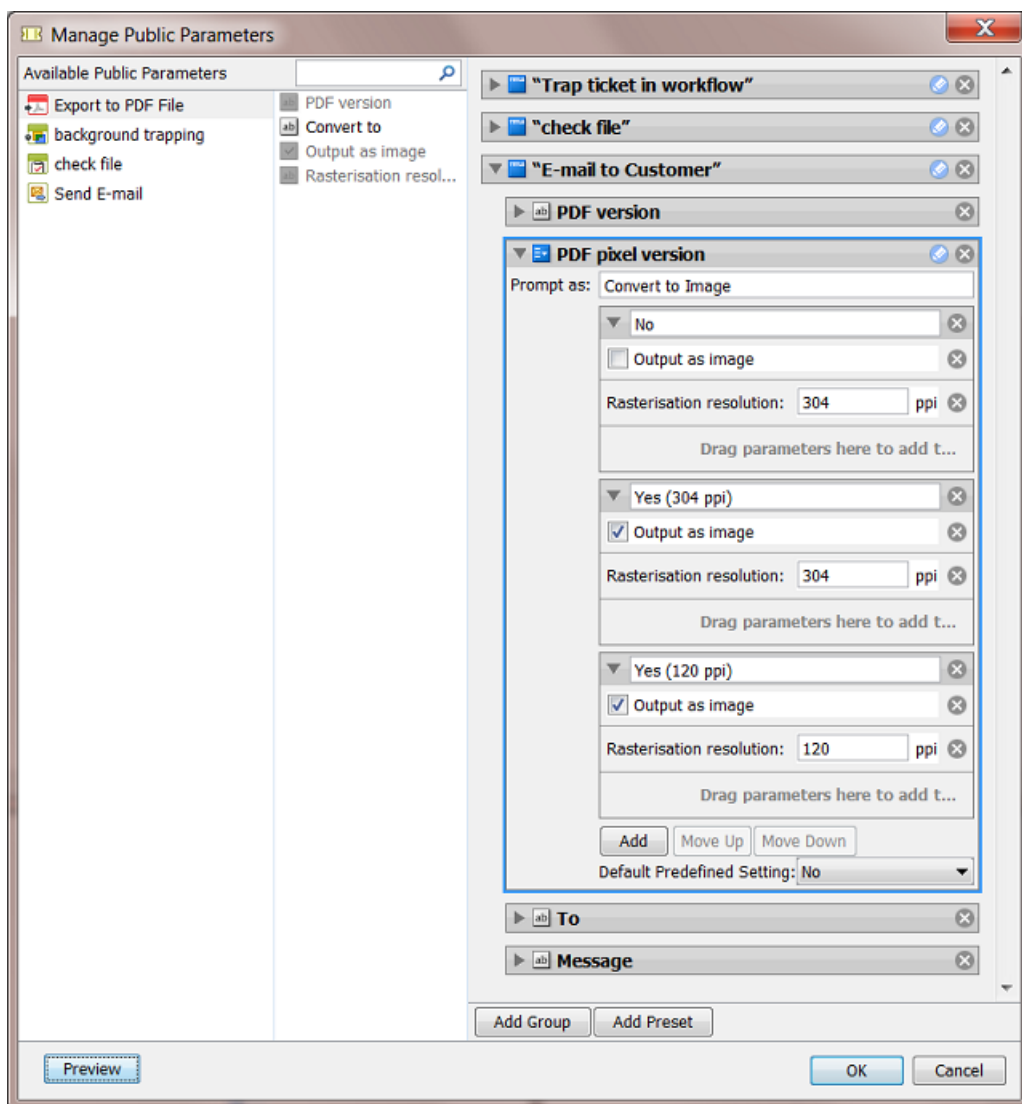 Manage Public Parameters
Available Public Parameters
Export to PDF File
background trapping
check file
Send E-mail
PDF version
Convert to
Output as image
Rasterisation resol...
"Trap ticket in workflow"
"check file"
"E-mail to Customer"
PDF version
PDF pixel version
Prompt as: Convert to Image
No
Output as image
Rasterisation resolution: 304 ppi
Drag parameters here to add t...
Yes (304 ppi)
Output as image
Rasterisation resolution: 304 ppi
Drag parameters here to add t...
Yes (120 ppi)
Output as image
Rasterisation resolution: 120 ppi
Drag parameters here to add t...
Add Move Up Move Down
Default Predefined Setting: No
To
Message
Add Group Add Preset
Preview OK Cancel